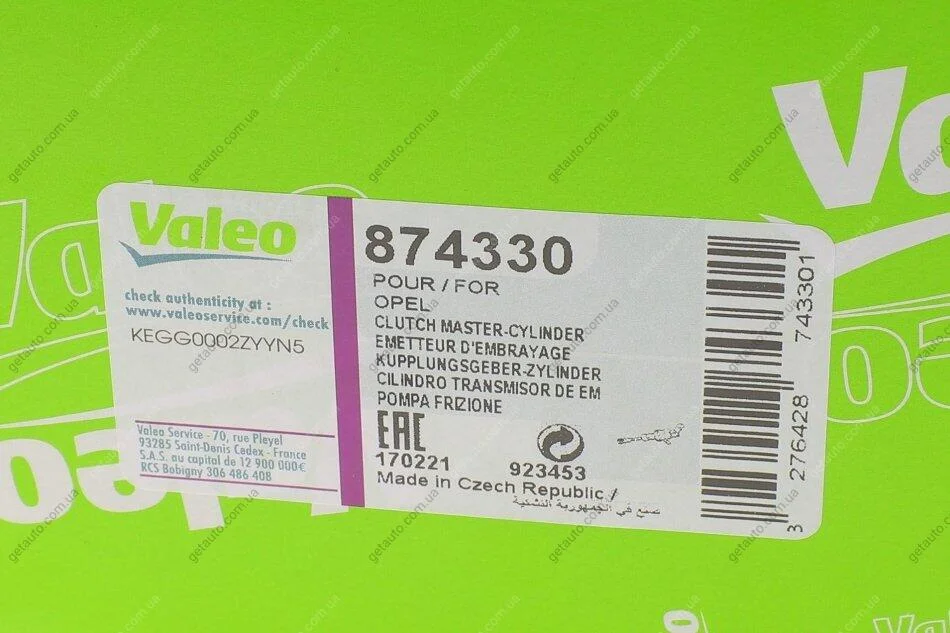 Valeo
check authenticity at :
www.valeoservice.com/check
KEGG0002ZYYN5
Valeo Service - 70, rue Pleyel
93285 Saint-Denis Cedex - France
S.A.S. au capital de 12 900 000€
RCS Bobigny 306 486 408
874330
POUR / FOR
OPEL
CLUTCH MASTER-CYLINDER
EMETTEUR D'EMBRAYAGE
KUPPLUNGSGEBER-ZYLINDER
CILINDRO TRANSMISOR DE EM
POMPA FRIZIONE
EAC
170221
923453
Made in Czech Republic /
صنع في الجمهورية التشيكية
3 276428 743301
getauto.com.ua